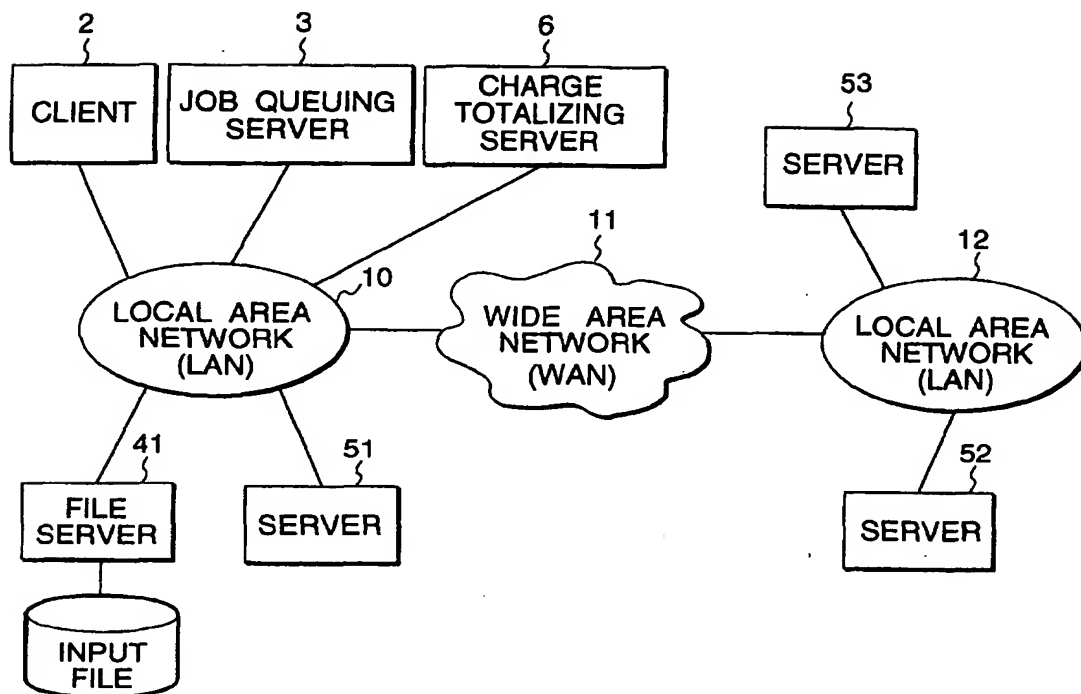 2
3
6
CLIENT
JOB QUEUING
SERVER
CHARGE
TOTALIZING
SERVER
53
SERVER
11
12
10
LOCAL AREA
NETWORK
(LAN)
WIDE AREA
NETWORK
(WAN)
LOCAL AREA
NETWORK
(LAN)
41
51
52
FILE
SERVER
SERVER
SERVER
INPUT
FILE